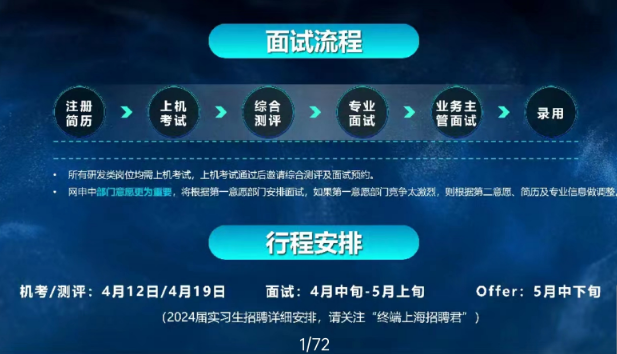 面试流程
注册简历
上机考试
综合测评
专业面试
业务主管面试
录用
• 所有研发类岗位均需上机考试，上机考试通过后邀请综合测评及面试预约。
• 网申中部门意愿更为重要，将根据第一意愿部门安排面试，如果第一意愿部门竞争太激烈，则根据第二意愿、简历及专业信息做调整。
行程安排
机考/测评：4月12日/4月19日 面试：4月中旬-5月上旬 Offer：5月中下旬
（2024届实习生招聘详细安排，请关注“终端上海招聘君”）
1/72